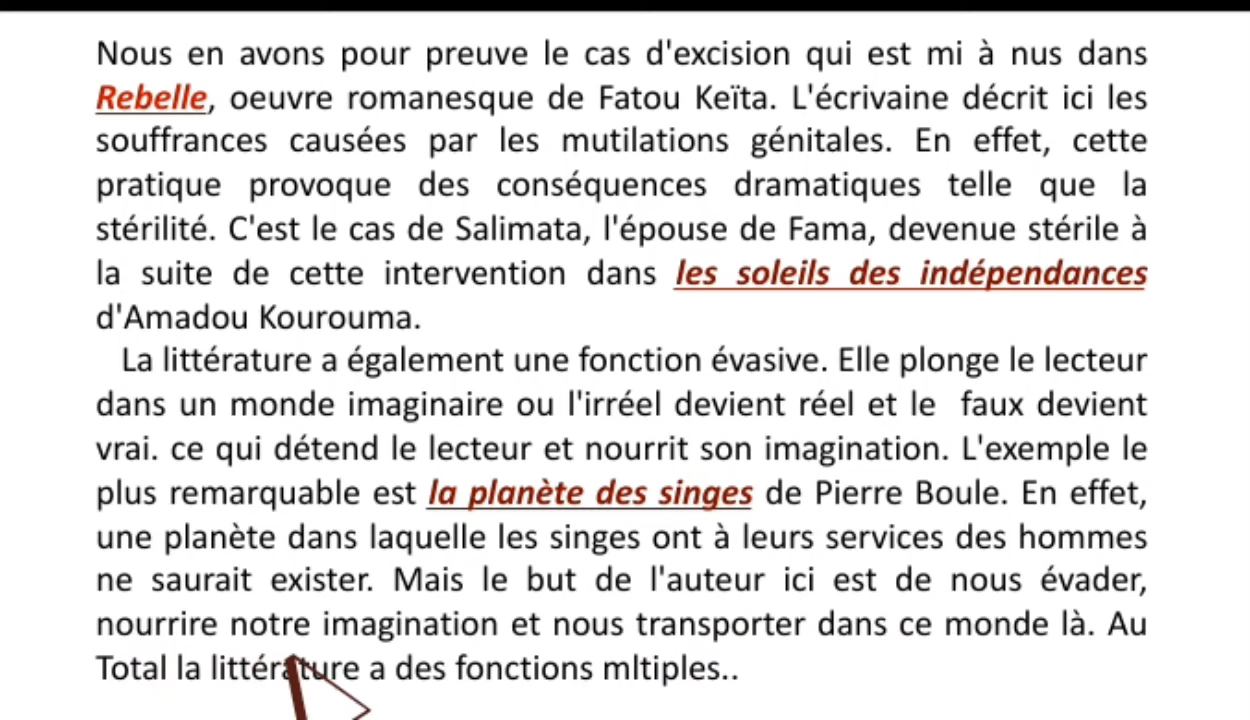 Nous en avons pour preuve le cas d'excision qui est mi à nus dans
Rebelle, oeuvre romanesque de Fatou Keïta. L'écrivaine décrit ici les
souffrances causées par les mutilations génitales. En effet, cette
pratique provoque des conséquences dramatiques telle que la
stérilité. C'est le cas de Salimata, l'épouse de Fama, devenue stérile à
la suite de cette intervention dans les soleils des indépendances
d'Amadou Kourouma.
La littérature a également une fonction évasive. Elle plonge le lecteur
dans un monde imaginaire ou l'irréel devient réel et le faux devient
vrai. ce qui détend le lecteur et nourrit son imagination. L'exemple le
plus remarquable est la planète des singes de Pierre Boule. En effet,
une planète dans laquelle les singes ont à leurs services des hommes
ne saurait exister. Mais le but de l'auteur ici est de nous évader,
nourrire notre imagination et nous transporter dans ce monde là. Au
Total la littérature a des fonctions mltiples..